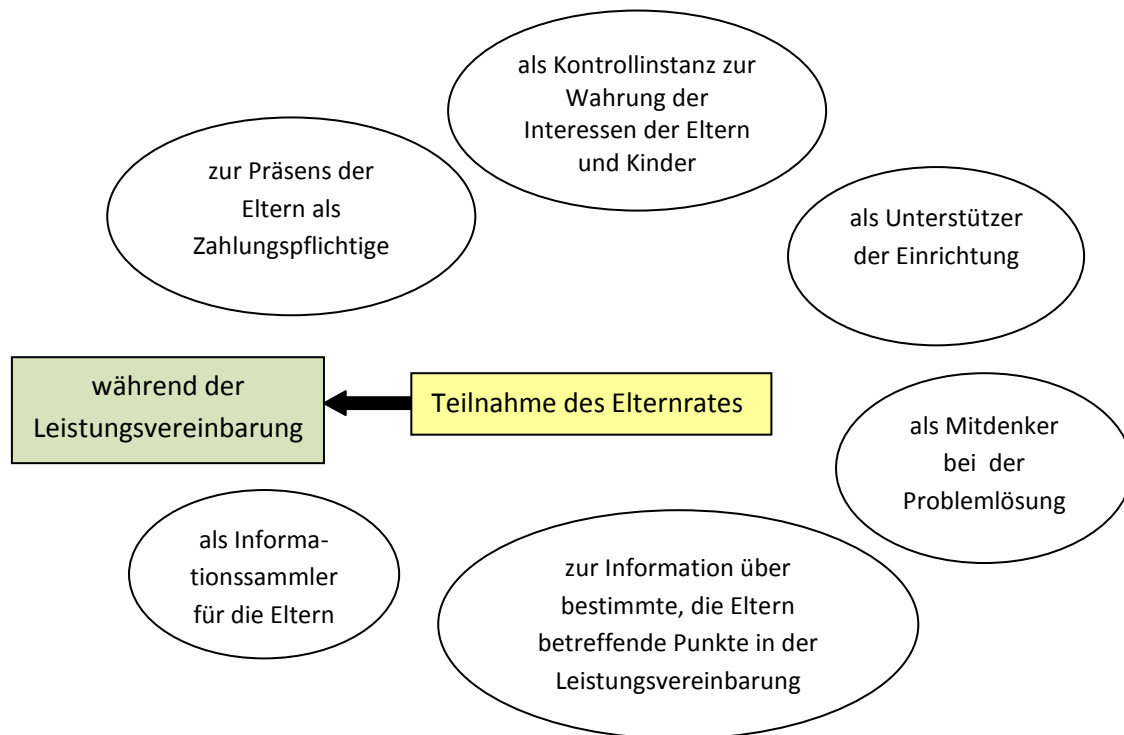 als Kontrollinstanz zur
Wahrung der
Interessen der Eltern
und Kinder
zur Präsens der
Eltern als
Zahlungspflichtige
als Unterstützer
der Einrichtung
während der
Leistungsvereinbarung
Teilnahme des Elternrates
als Mitdenker
bei der
Problemlösung
als Informa-
tionssammler
für die Eltern
zur Information über
bestimmte, die Eltern
betreffende Punkte in der
Leistungsvereinbarung